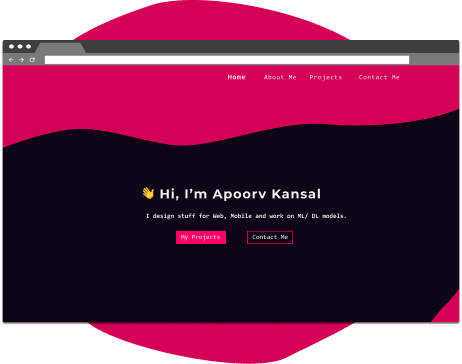 Home About Me Projects Contact Me
👋 Hi, I’m Apoorv Kansal
I design stuff for Web, Mobile and work on ML/ DL models.
My Projects Contact Me